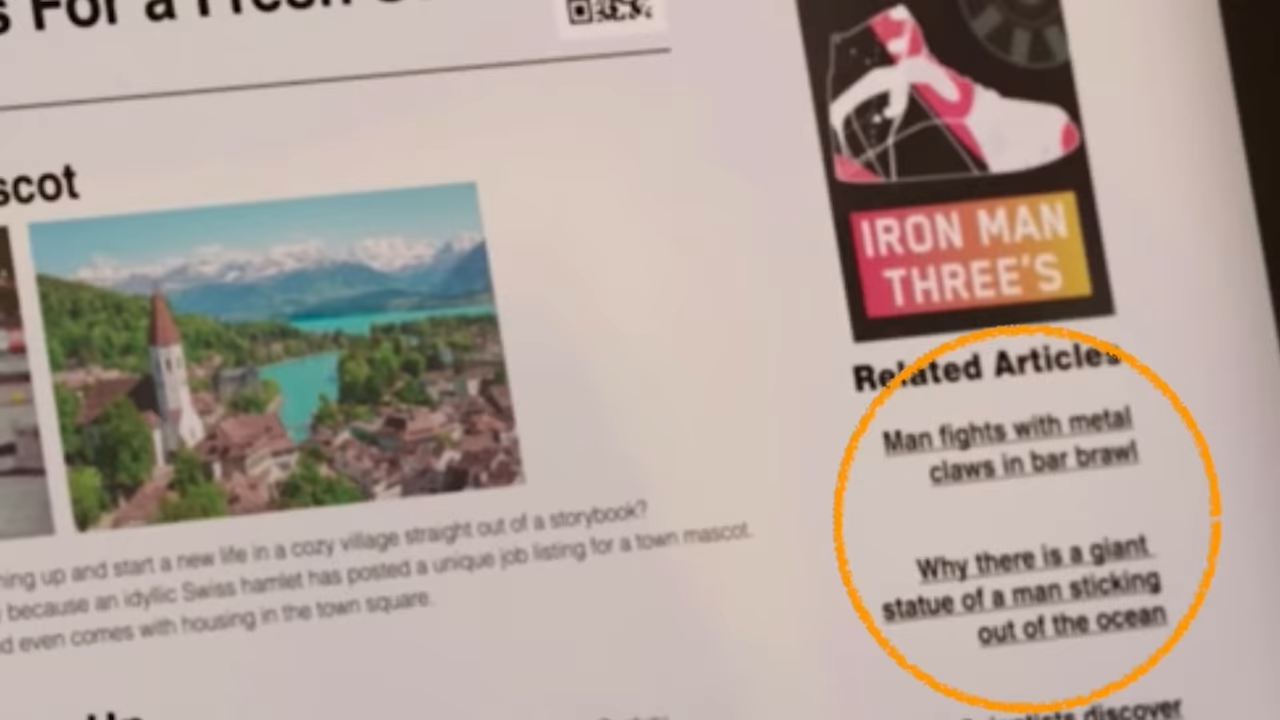 For a Fresh
scot
IRON MAN
THREE'S
Related Articles
Man fights with metal
claws in bar brawl
Why there is a giant
statue of a man sticking
out of the ocean
discover
up and start a new life in a cozy village straight out of a storybook?
because an idyllic Swiss hamlet has posted a unique job listing for a town mascot.
even comes with housing in the town square.
Up